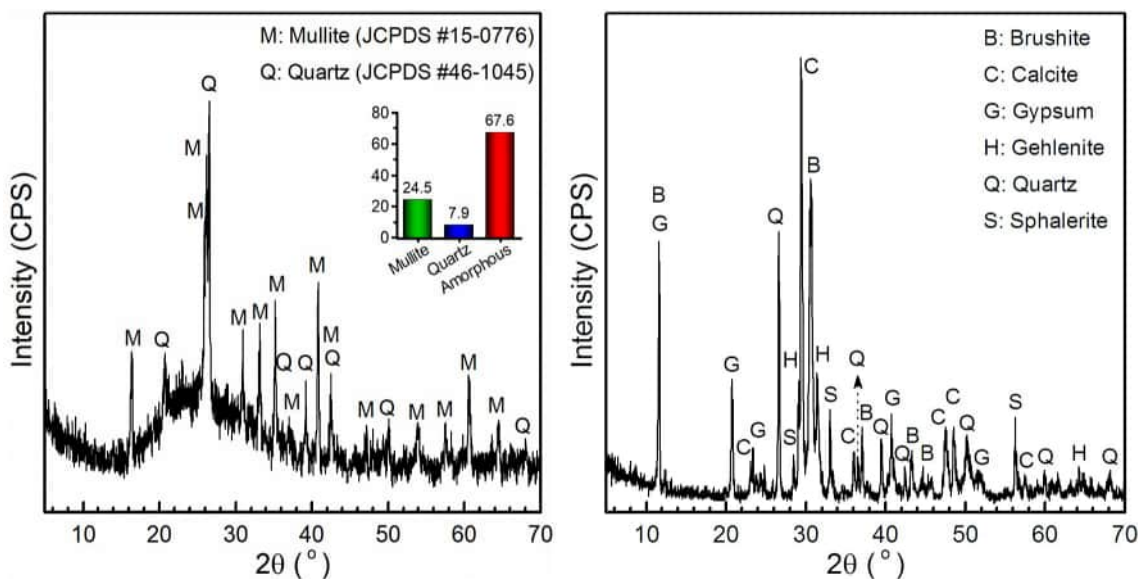 M: Mullite (JCPDS #15-0776)
Q: Quartz (JCPDS #46-1045)
Q
M
M
80
60
40
20
0
24.5
7.9
67.6
Mullite
Quartz
Amorphous
M
Q
M
M
M
Q
M
Q
M
M
Q
M
Q
M
M
M
M
Q
Intensity (CPS)
10 20 30 40 50 60 70
2θ (°)
B: Brushite
C: Calcite
G: Gypsum
H: Gehlenite
Q: Quartz
S: Sphalerite
B
G
G
C
G
Q
S
H
C
B
H
S
C
Q
B
Q
G
Q
B
B
C
C
Q
G
S
C
Q
H
Q
Intensity (CPS)
10 20 30 40 50 60 70
2θ (°)